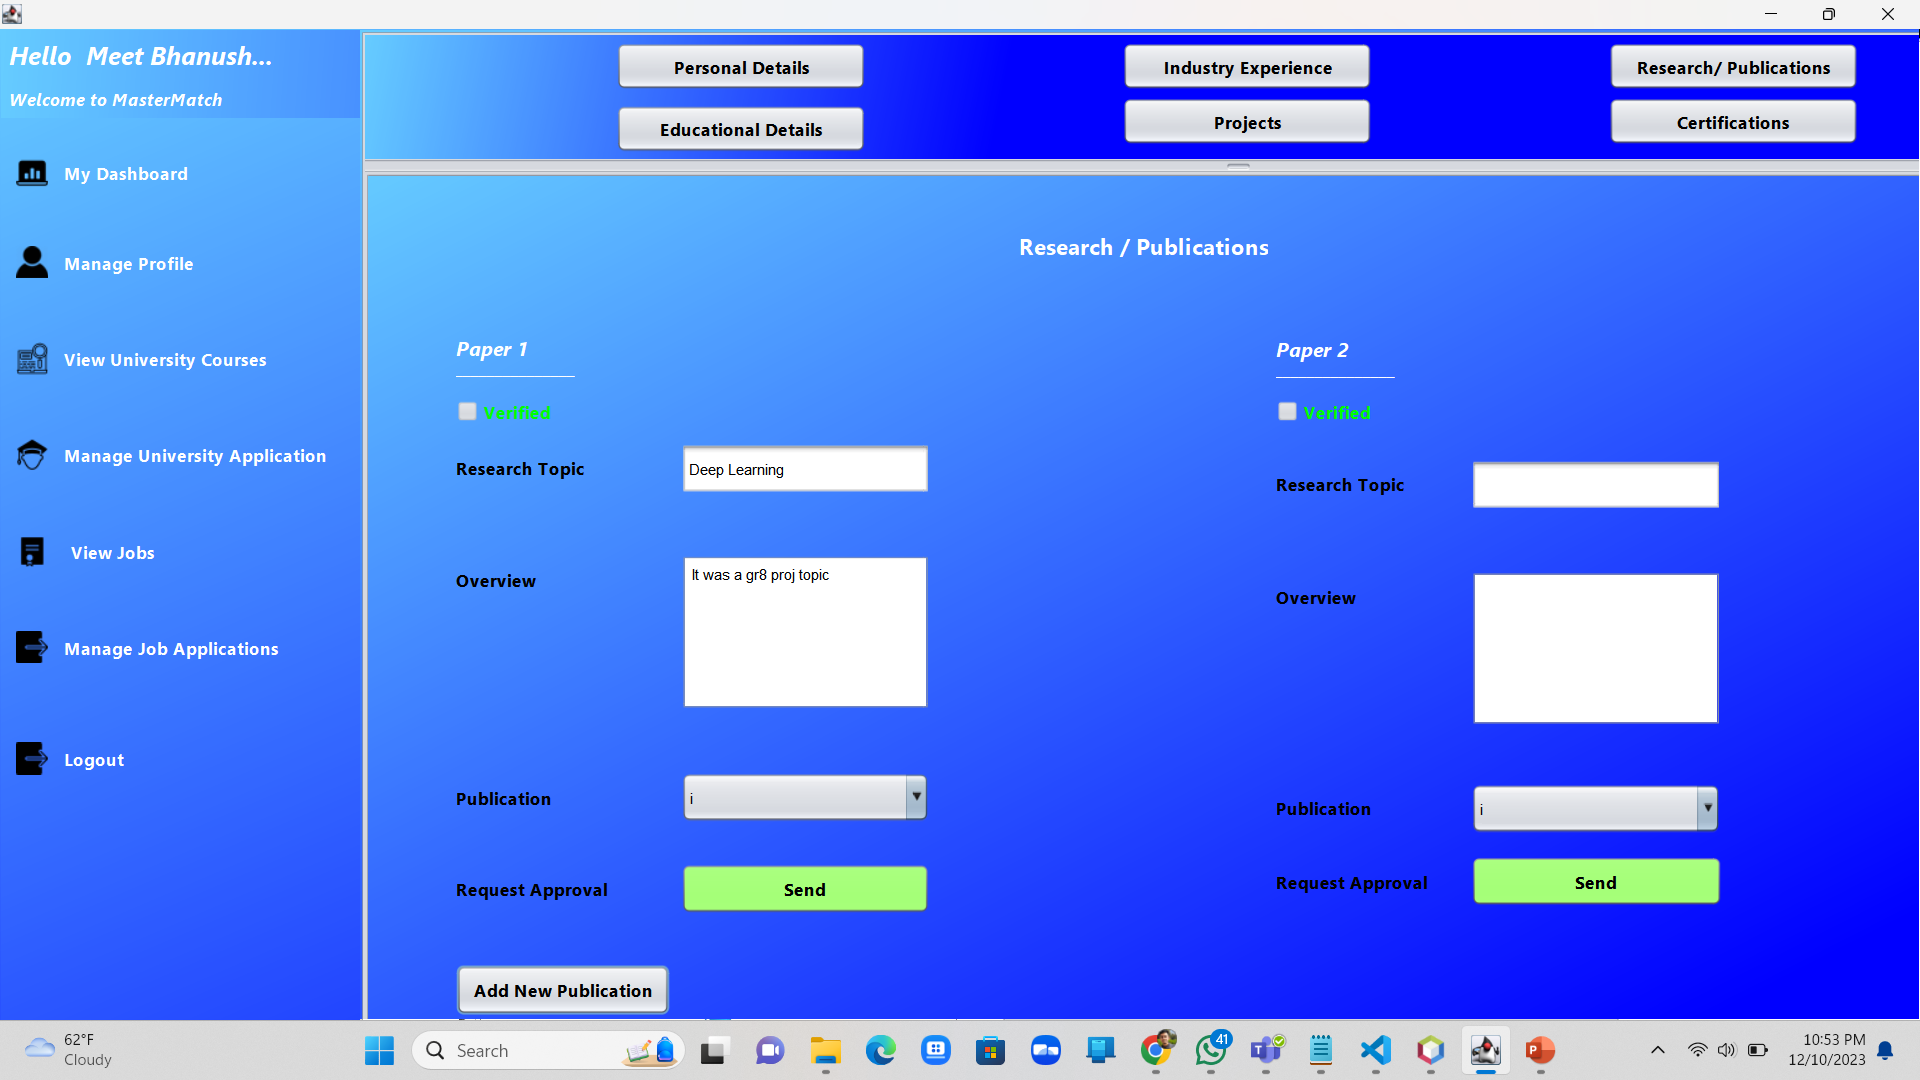 Hello  Meet Bhanush...
Welcome to MasterMatch
My Dashboard
Manage Profile
View University Courses
Manage University Application
View Jobs
Manage Job Applications
Logout
Personal Details
Industry Experience
Research/ Publications
Educational Details
Projects
Certifications
Research / Publications
Paper 1
Verified
Research Topic
Deep Learning
Overview
It was a gr8 proj topic
Publication
i
Request Approval
Send
Add New Publication
Paper 2
Verified
Research Topic
Overview
Publication
i
Request Approval
Send
62°F
Cloudy
Search
41
10:53 PM
12/10/2023